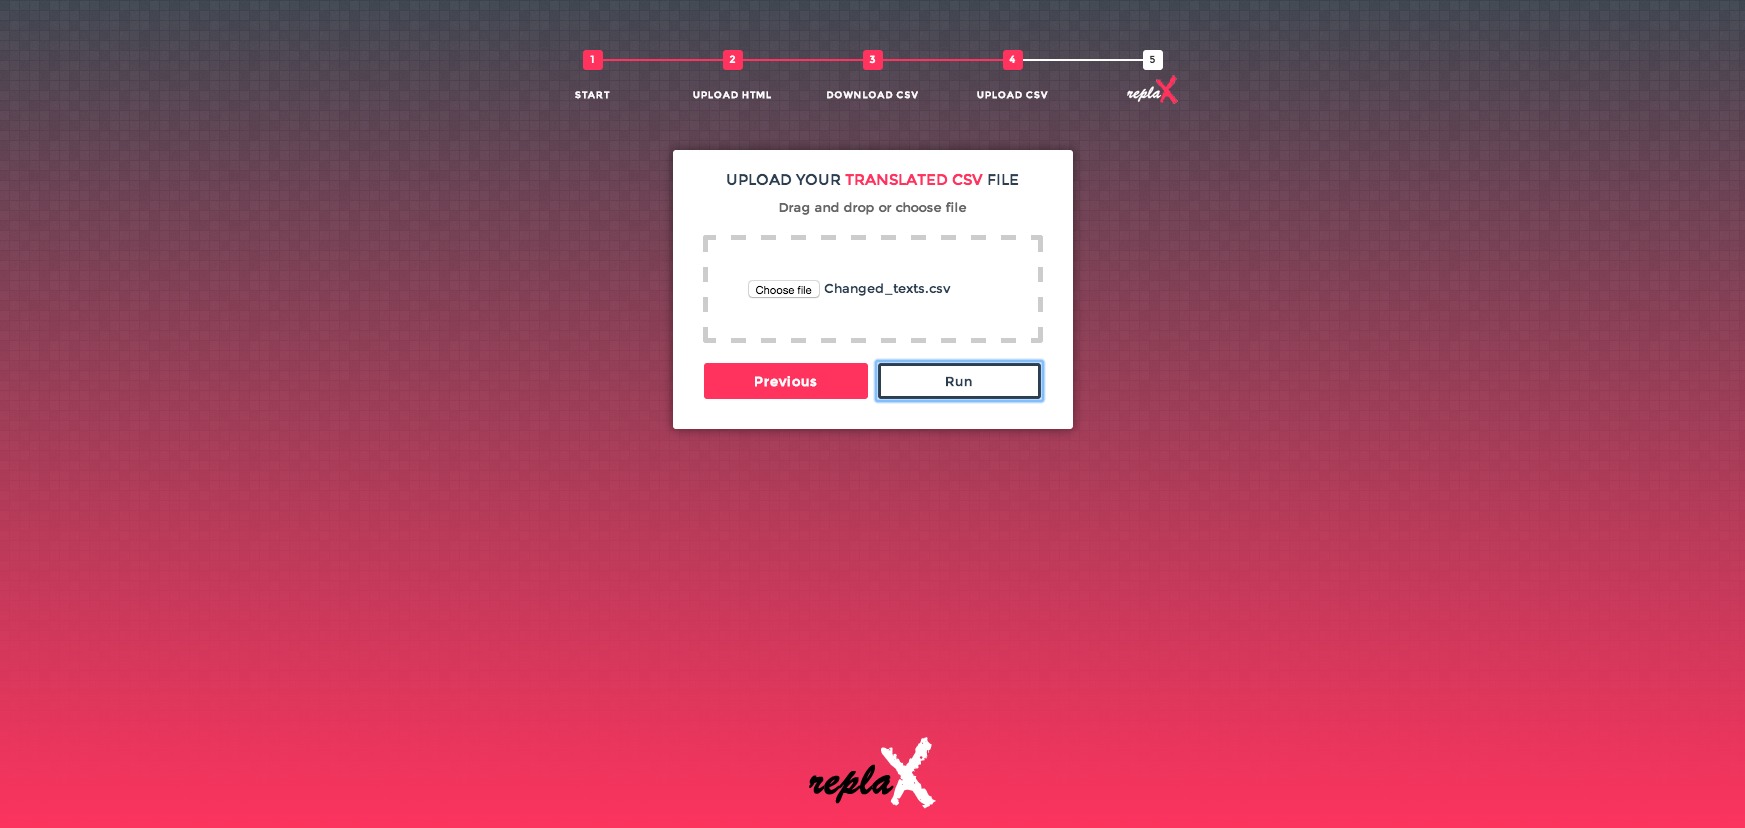 1 2 3 4 5
START UPLOAD HTML DOWNLOAD CSV UPLOAD CSV replaX
UPLOAD YOUR TRANSLATED CSV FILE
Drag and drop or choose file
Choose file Changed_texts.csv
Previous Run
replaX